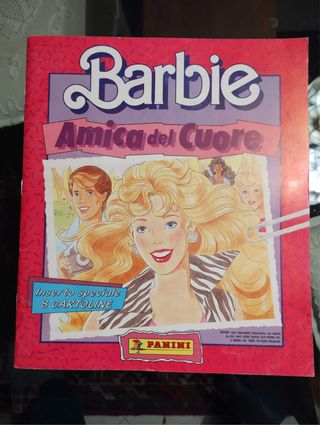 Barbie
Amica del Cuore
Inserto speciale
8 CARTOLINE
PANINI